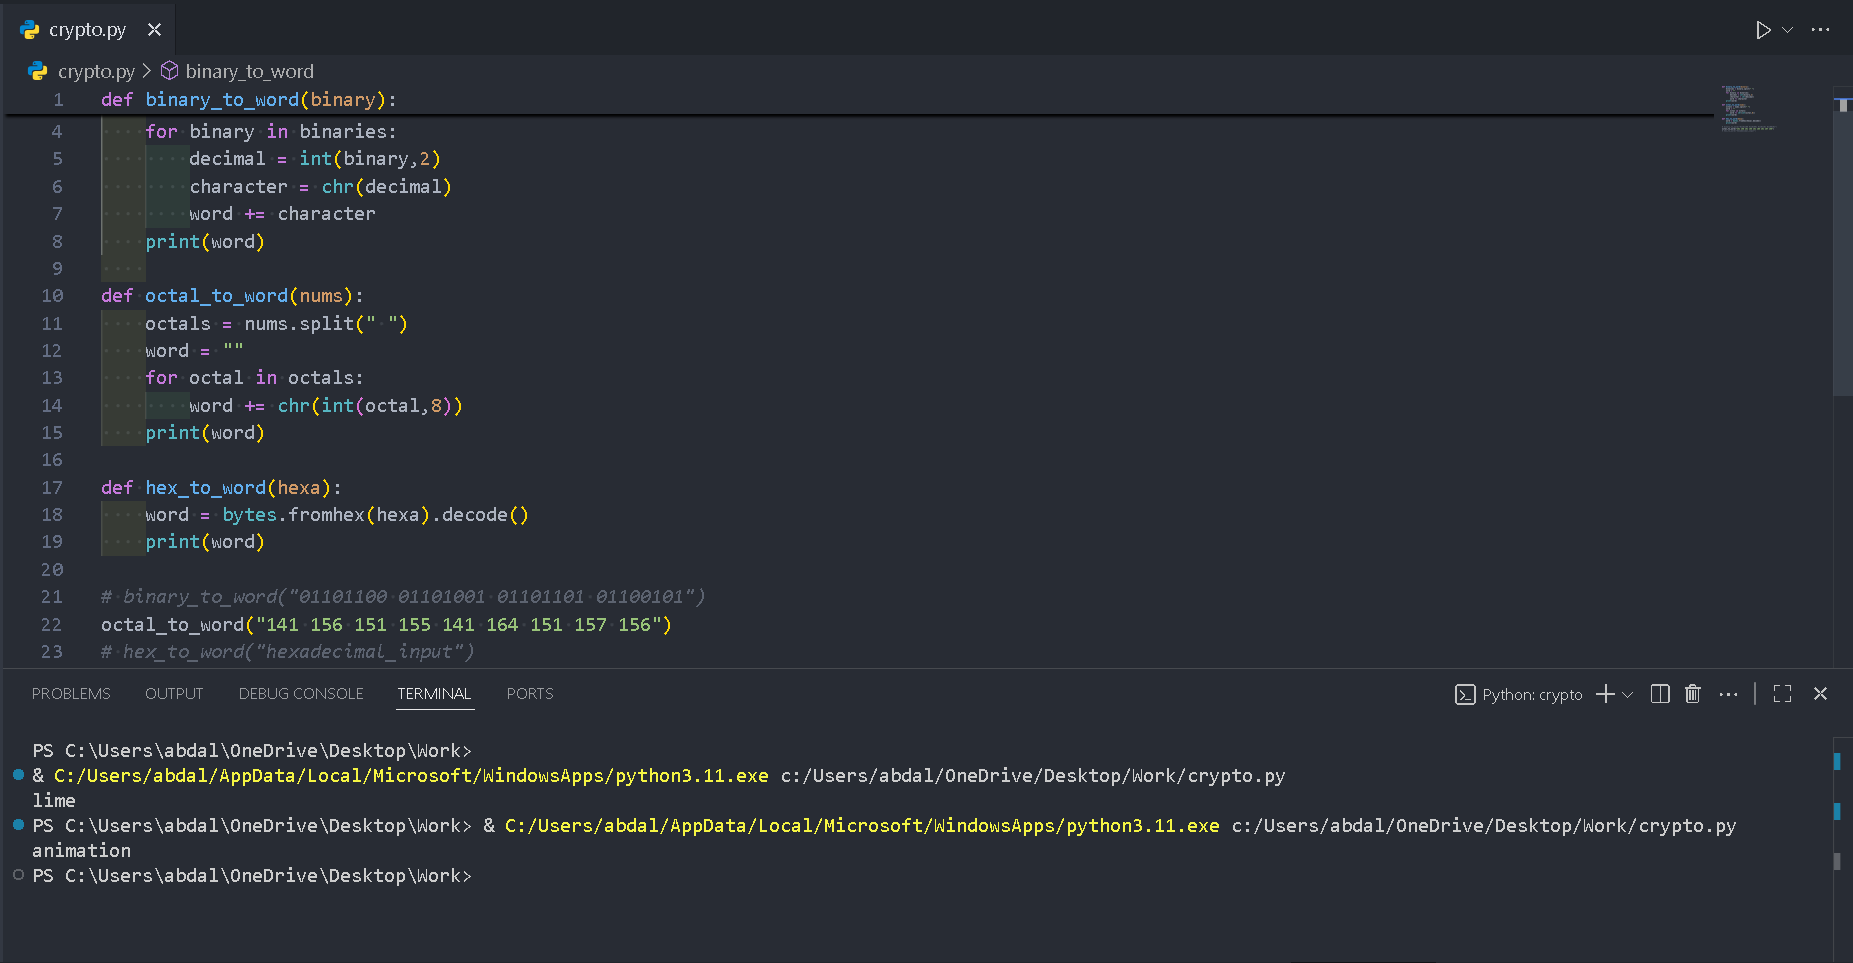 crypto.py
crypto.py > binary_to_word
1 def binary_to_word(binary):
4     for binary in binaries:
5         decimal = int(binary,2)
6         character = chr(decimal)
7         word += character
8     print(word)
9
10 def octal_to_word(nums):
11     octals = nums.split(" ")
12     word = ""
13     for octal in octals:
14         word += chr(int(octal,8))
15     print(word)
16
17 def hex_to_word(hexa):
18     word = bytes.fromhex(hexa).decode()
19     print(word)
20
21 # binary_to_word("01101100 01101001 01101101 01100101")
22 octal_to_word("141 156 151 155 141 164 151 157 156")
23 # hex_to_word("hexadecimal_input")
PROBLEMS OUTPUT DEBUG CONSOLE TERMINAL PORTS Python: crypto
PS C:\Users\abdal\OneDrive\Desktop\Work>
& C:/Users/abdal/AppData/Local/Microsoft/WindowsApps/python3.11.exe c:/Users/abdal/OneDrive/Desktop/Work/crypto.py
lime
PS C:\Users\abdal\OneDrive\Desktop\Work> & C:/Users/abdal/AppData/Local/Microsoft/WindowsApps/python3.11.exe c:/Users/abdal/OneDrive/Desktop/Work/crypto.py
animation
PS C:\Users\abdal\OneDrive\Desktop\Work>